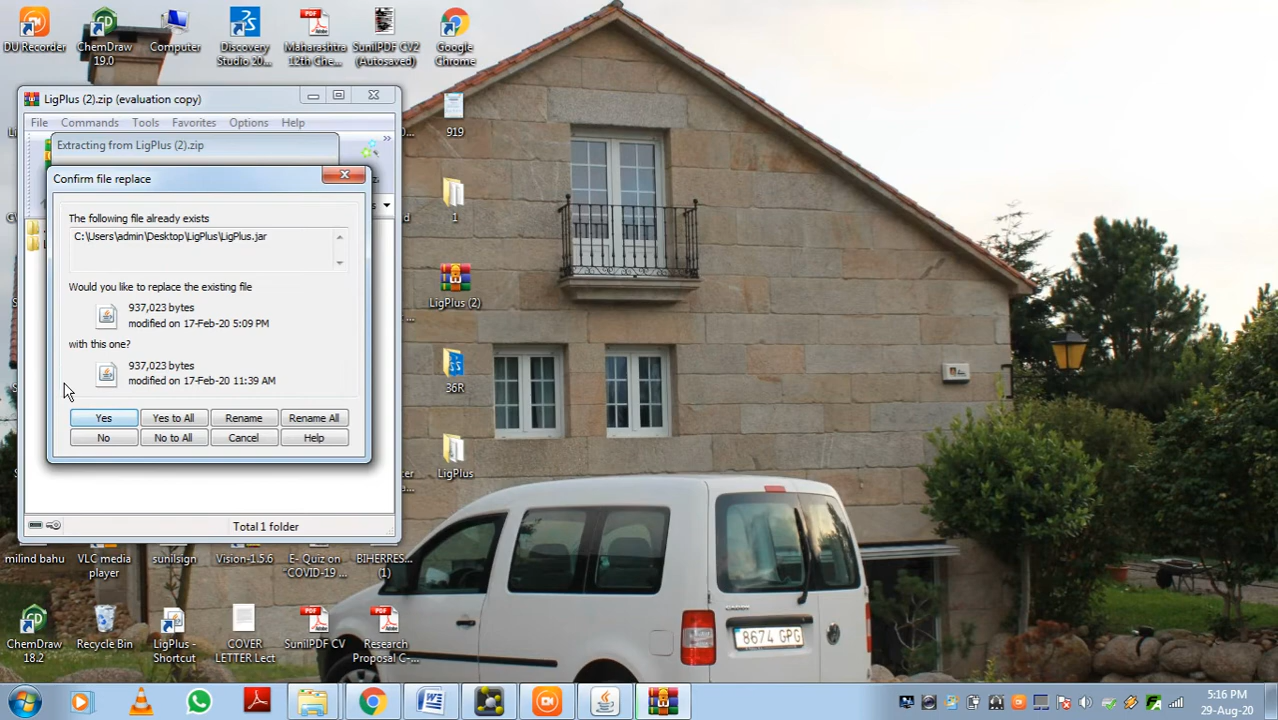 DU Recorder
ChemDraw
19.0
Computer
Discovery
Studio 20...
Maharashtra
12th Che...
SunilPDF CV2
(Autosaved)
Google
Chrome
LigPlus (2).zip (evaluation copy)
File Commands Tools Favorites Options Help
Extracting from LigPlus (2).zip
Confirm file replace
The following file already exists
C:\Users\admin\Desktop\LigPlus\LigPlus.jar
Would you like to replace the existing file
937,023 bytes
modified on 17-Feb-20 5:09 PM
with this one?
937,023 bytes
modified on 17-Feb-20 11:39 AM
Yes Yes to All Rename Rename All
No No to All Cancel Help
Total 1 folder
919
1
LigPlus (2)
36R
LigPlus
milind bahu
VLC media
player
sunilsign
Vision-1.5.6
E- Quiz on
"COVID-19 ...
BIHERRES...
(1)
ChemDraw
18.2
Recycle Bin
LigPlus -
Shortcut
COVER
LETTER Lect
SunilPDF CV
Research
Proposal C-...
8674 GPG
5:16 PM
29-Aug-20